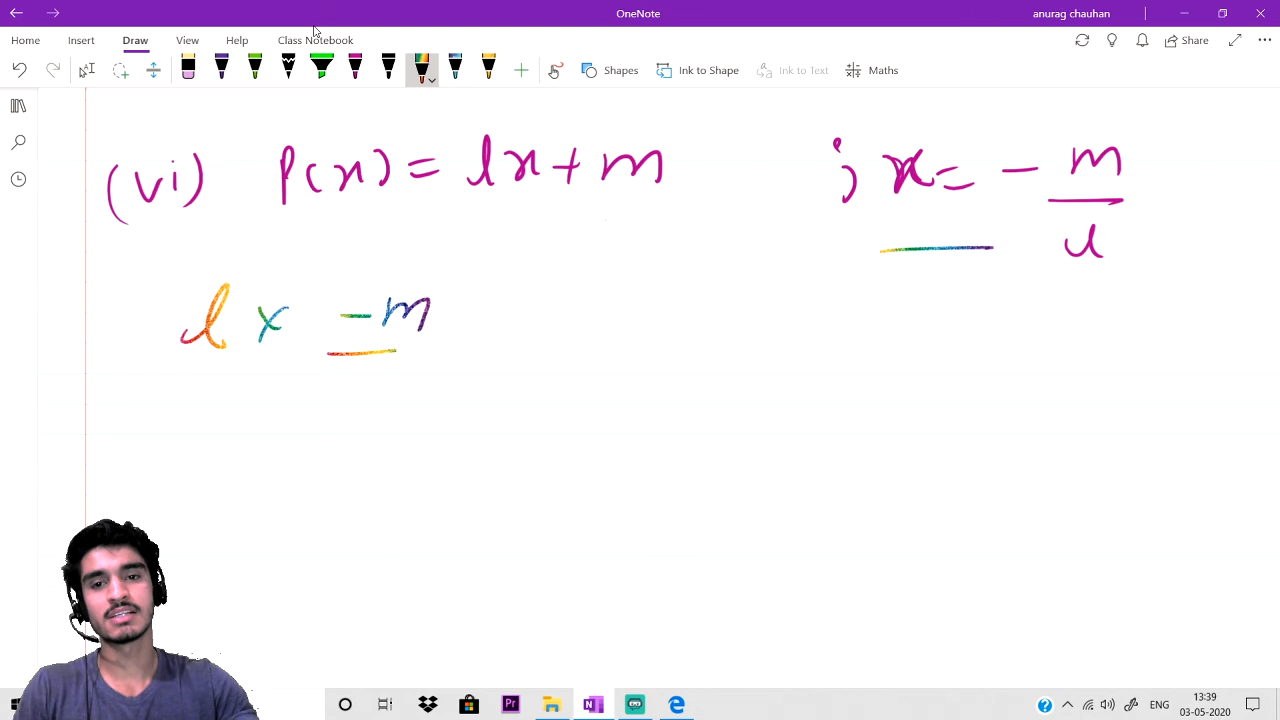 OneNote
anurag chauhan
Home Insert Draw View Help Class Notebook
Share
Shapes Ink to Shape Ink to Text Maths
(vi) P(x) = lx + m ; x = - m
l
l x -m
Pr
N
ENG
13:39
03-05-2020